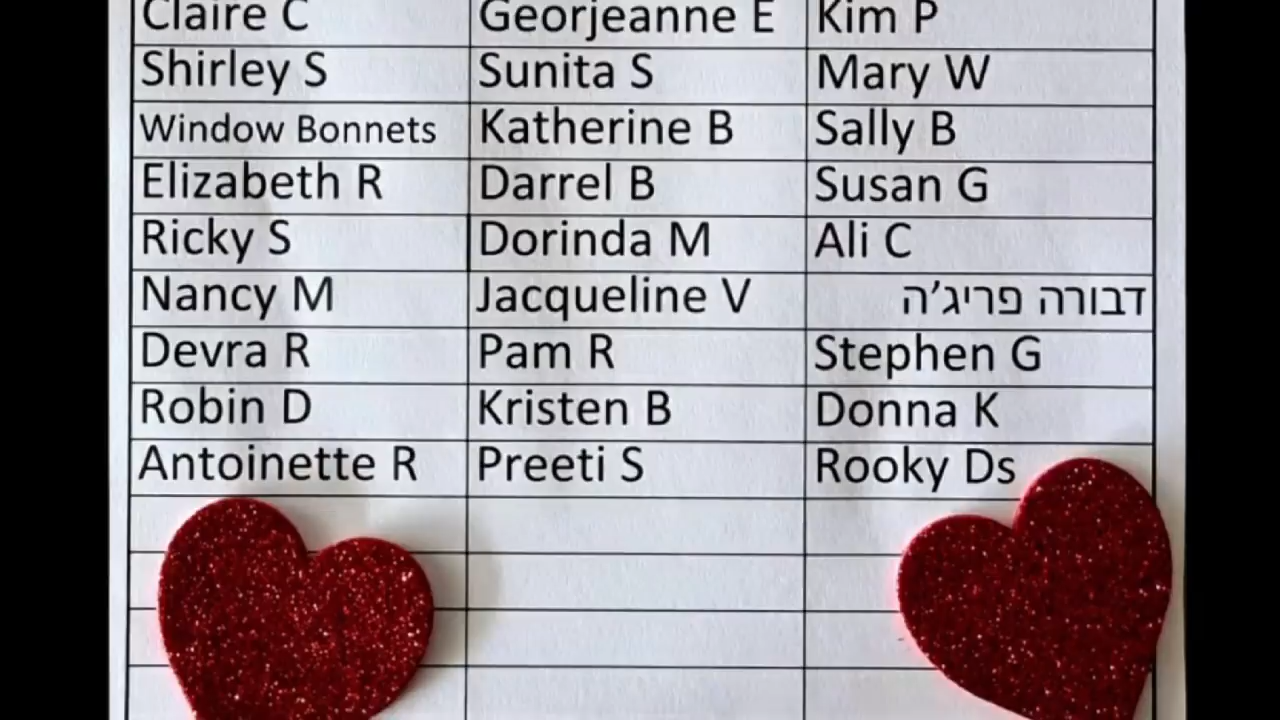 Claire C Georjeanne E Kim P
Shirley S Sunita S Mary W
Window Bonnets Katherine B Sally B
Elizabeth R Darrel B Susan G
Ricky S Dorinda M Ali C
Nancy M Jacqueline V דבורה פריג'ה
Devra R Pam R Stephen G
Robin D Kristen B Donna K
Antoinette R Preeti S Rooky Ds